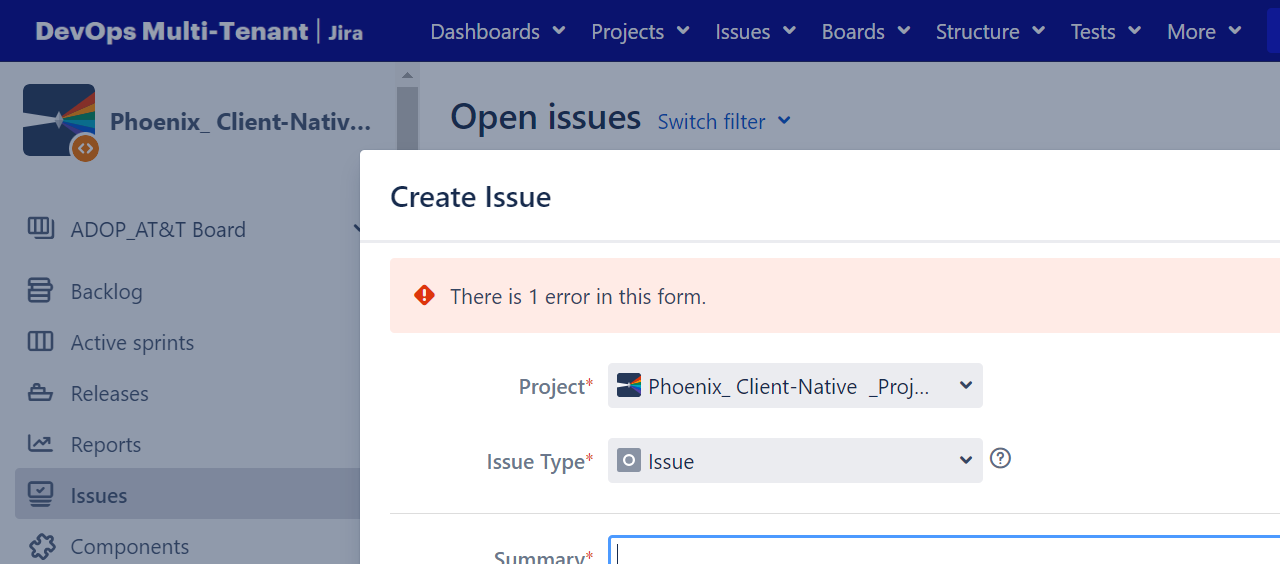 DevOps Multi-Tenant | Jira
Dashboards Projects Issues Boards Structure Tests More
Phoenix_ Client-Nativ...
Open issues Switch filter
ADOP_AT&T Board
Backlog
Active sprints
Releases
Reports
Issues
Components
Create Issue
There is 1 error in this form.
Project* Phoenix_ Client-Native _Proj...
Issue Type* Issue
Summary*